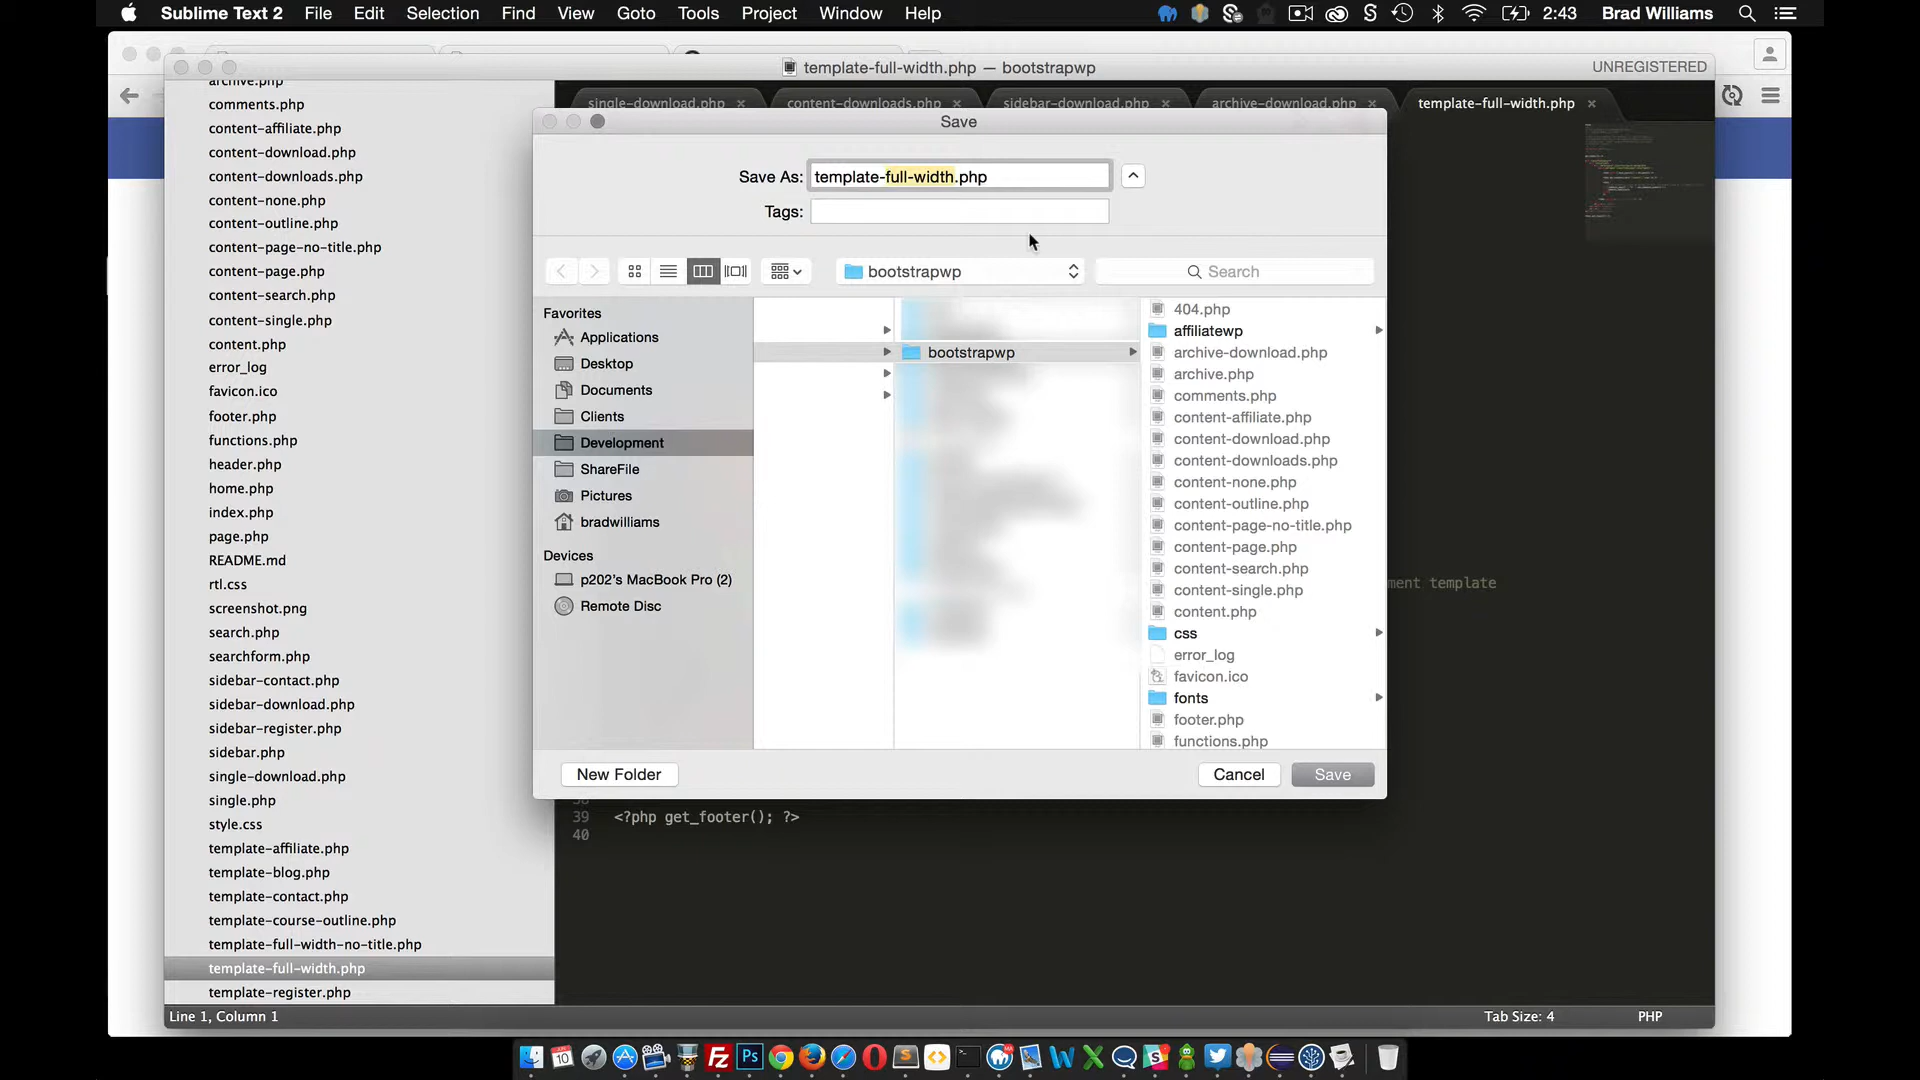 Sublime Text 2 File Edit Selection Find View Goto Tools Project Window Help 2:43 Brad Williams
template-full-width.php — bootstrapwp UNREGISTERED
single-download.php × content-downloads.php × sidebar-download.php × archive-download.php × template-full-width.php ×
archive.php
comments.php
content-affiliate.php
content-download.php
content-downloads.php
content-none.php
content-outline.php
content-page-no-title.php
content-page.php
content-search.php
content-single.php
content.php
error_log
favicon.ico
footer.php
functions.php
header.php
home.php
index.php
page.php
README.md
rtl.css
screenshot.png
search.php
searchform.php
sidebar-contact.php
sidebar-download.php
sidebar-register.php
sidebar.php
single-download.php
single.php
style.css
template-affiliate.php
template-blog.php
template-contact.php
template-course-outline.php
template-full-width-no-title.php
template-full-width.php
template-register.php
Save
Save As: template-full-width.php
Tags:
bootstrapwp
Search
Favorites
Applications
Desktop
Documents
Clients
Development
ShareFile
Pictures
bradwilliams
Devices
p202's MacBook Pro (2)
Remote Disc
bootstrapwp
404.php
affiliatewp
archive-download.php
archive.php
comments.php
content-affiliate.php
content-download.php
content-downloads.php
content-none.php
content-outline.php
content-page-no-title.php
content-page.php
content-search.php
content-single.php
content.php
css
error_log
favicon.ico
fonts
footer.php
functions.php
New Folder Cancel Save
ment template
38
39 <?php get_footer(); ?>
40
Line 1, Column 1 Tab Size: 4 PHP